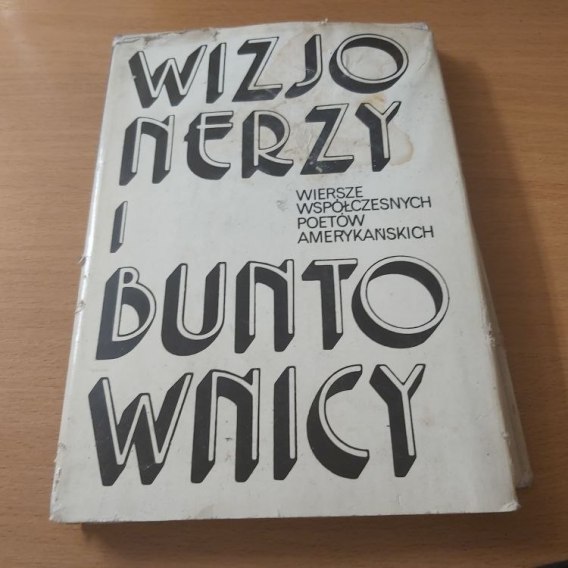 WIZJO
NERZY
I
WIERSZE
WSPÓŁCZESNYCH
POETÓW
AMERYKAŃSKICH
BUNTO
WNICY